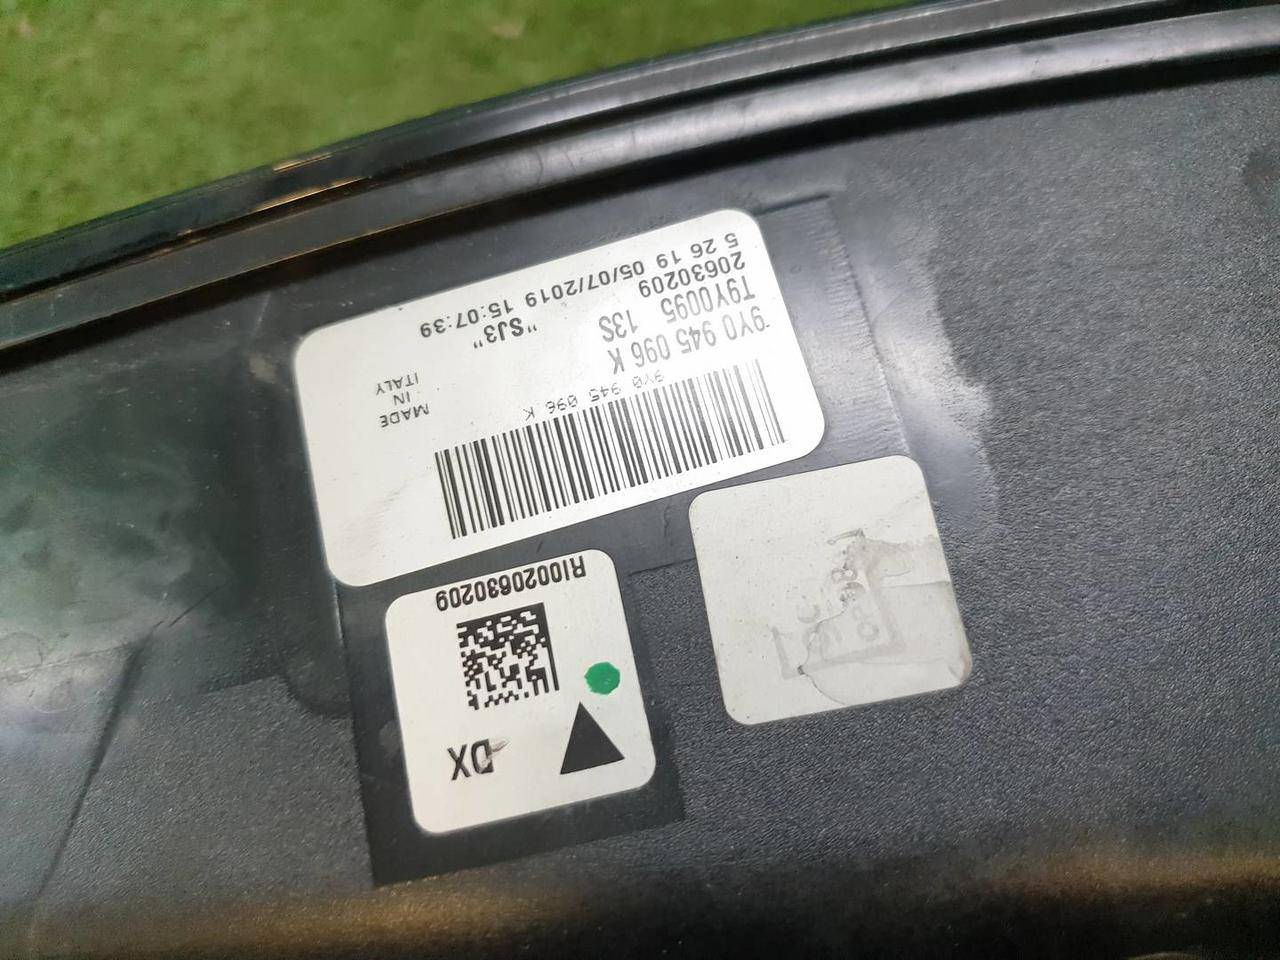 9Y0 945 096 K
9Y0 945 096 K
T9Y0095 13S
20630209 "SJ3"
5 26 19 05/07/2019 15:07:39
MADE
IN
ITALY
RI0020630209
DX